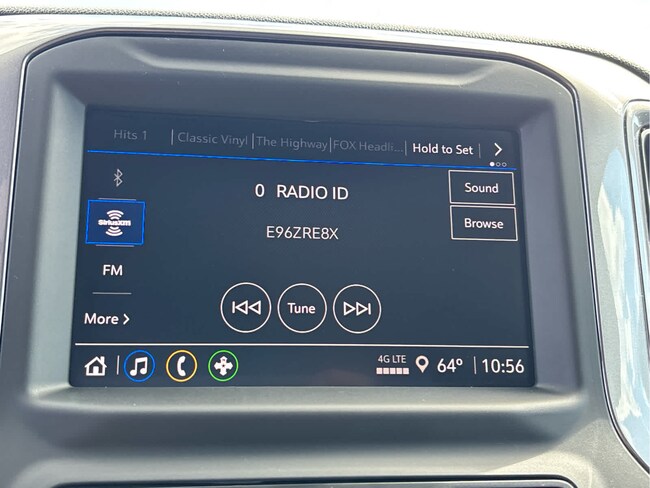 Hits 1 Classic Vinyl The Highway FOX Headli... Hold to Set
0 RADIO ID
Sound
SiriusXM
E96ZRE8X
Browse
FM
Tune
More
4G LTE
64° 10:56